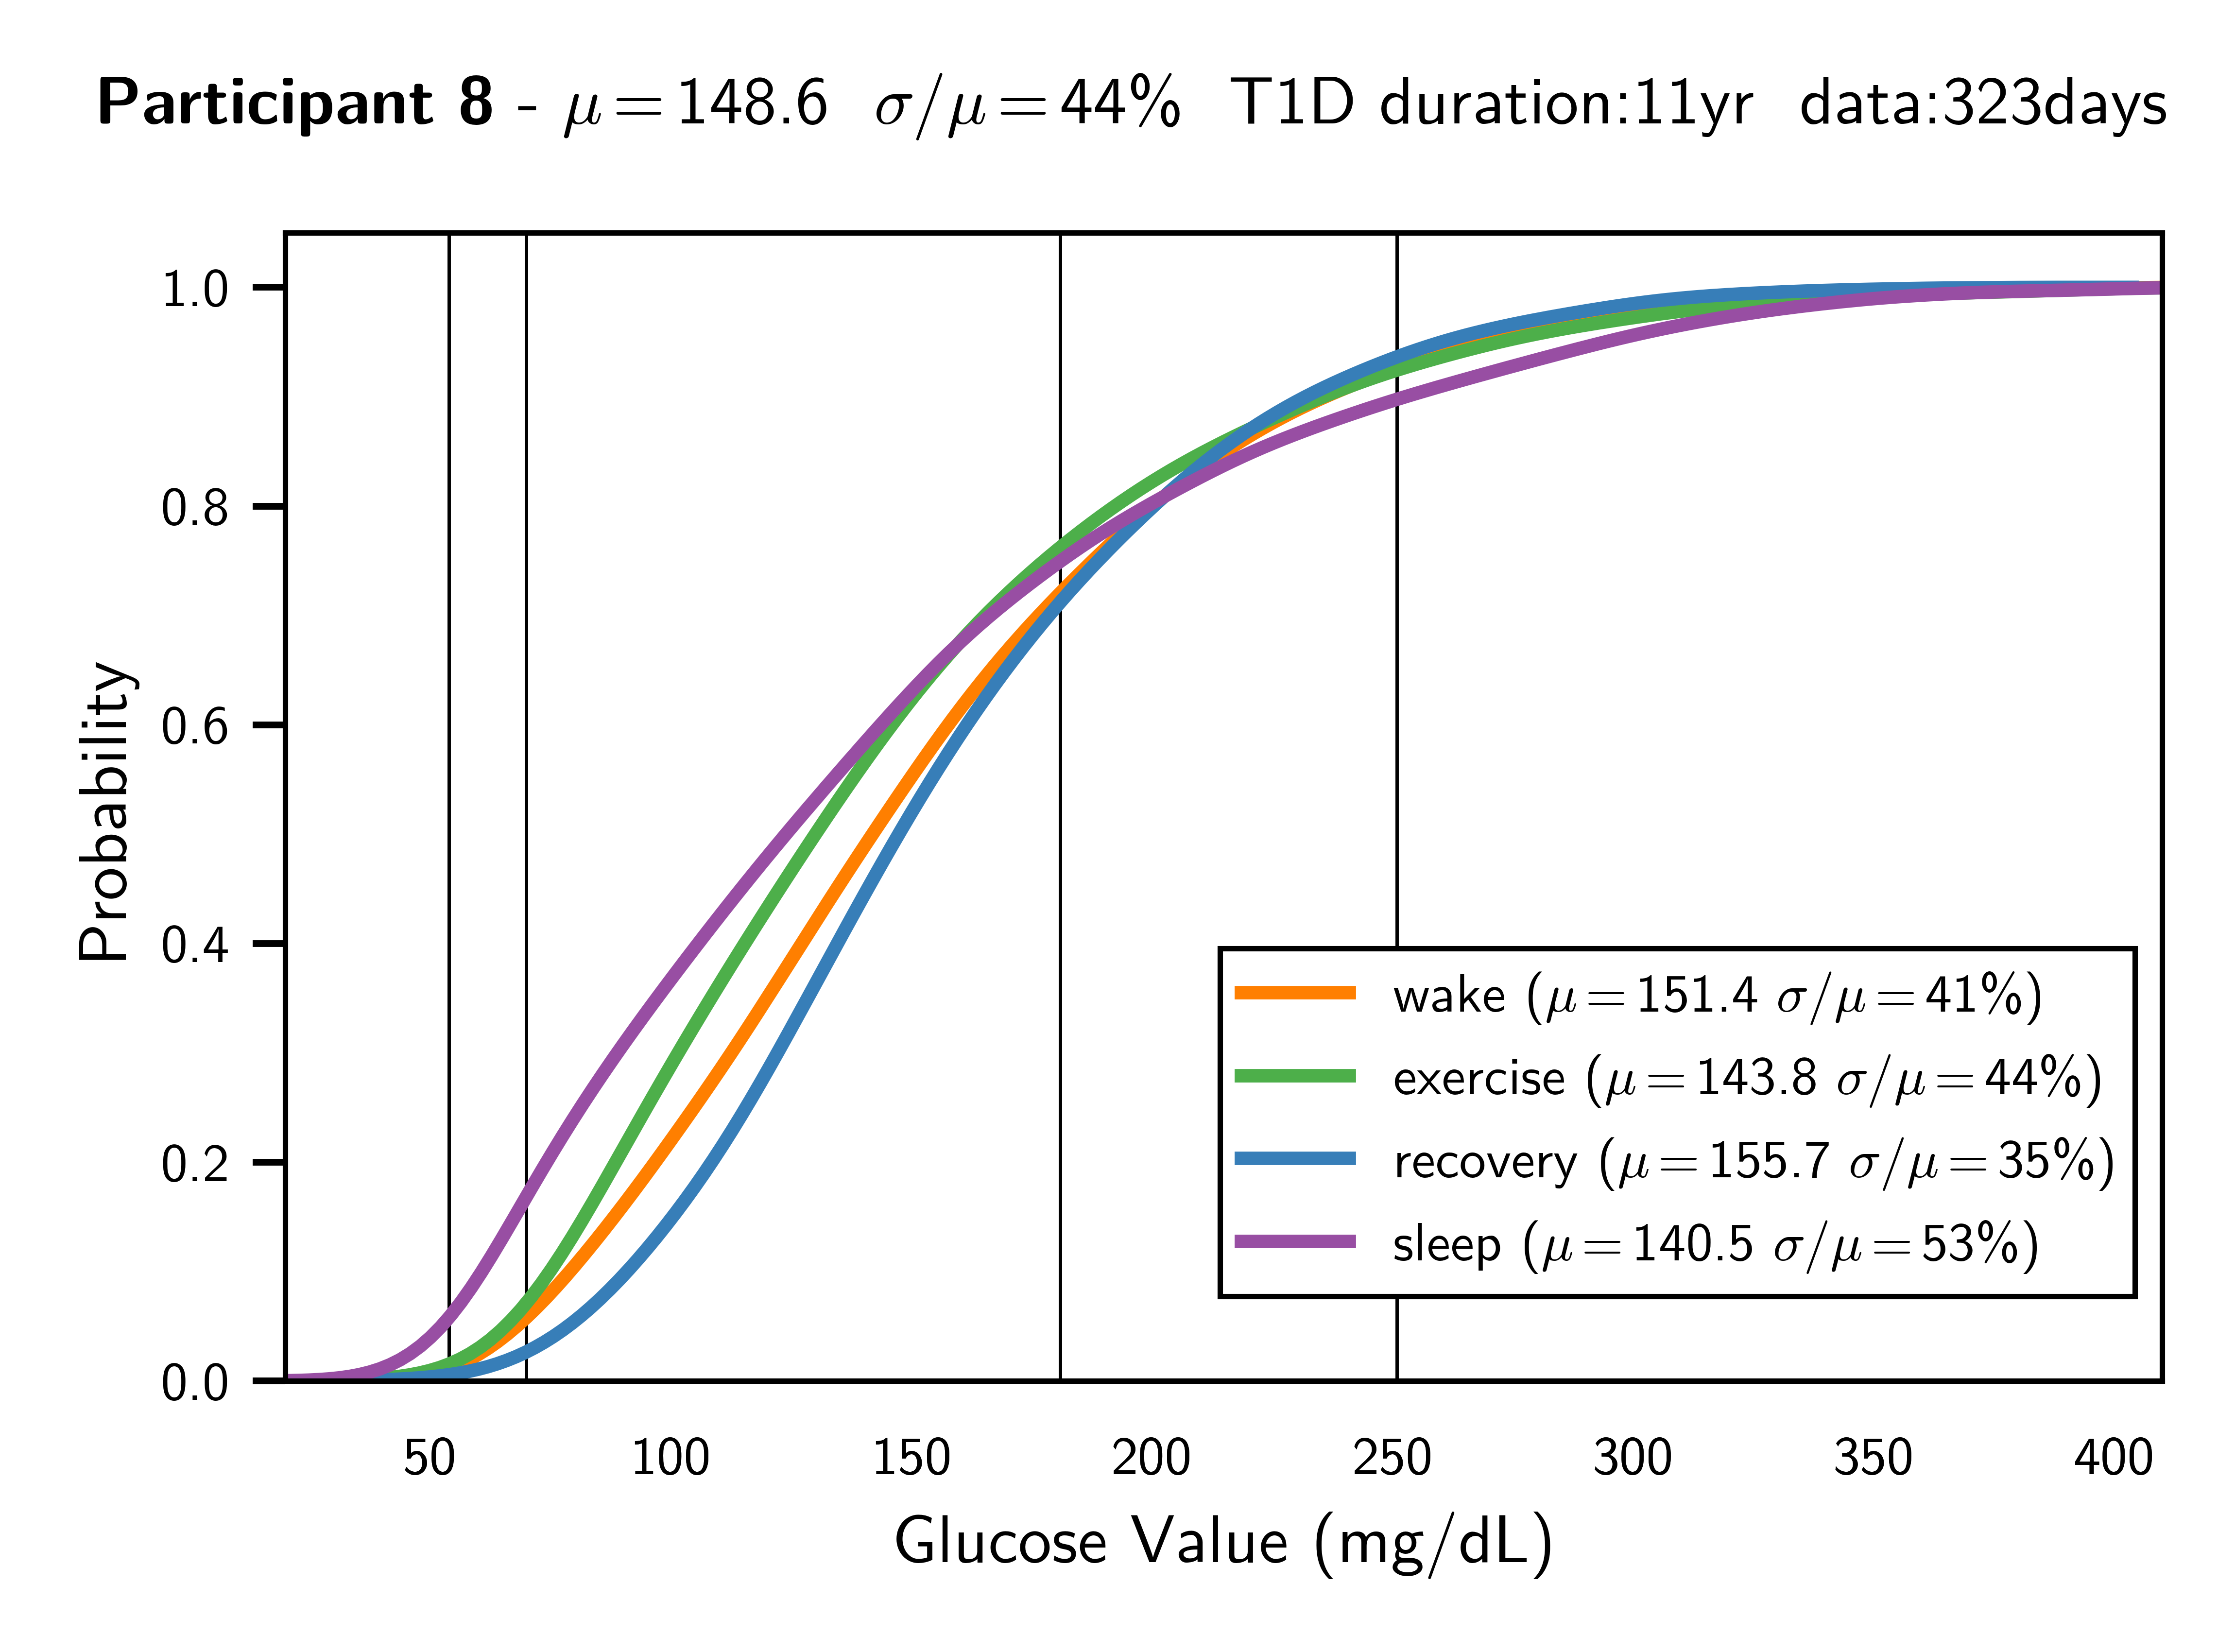 Participant 8 - μ=148.6 σ/μ=44% T1D duration:11yr data:323days
Probability
1.0
0.8
0.6
0.4
0.2
0.0
wake (μ=151.4 σ/μ=41%)
exercise (μ=143.8 σ/μ=44%)
recovery (μ=155.7 σ/μ=35%)
sleep (μ=140.5 σ/μ=53%)
50 100 150 200 250 300 350 400
Glucose Value (mg/dL)